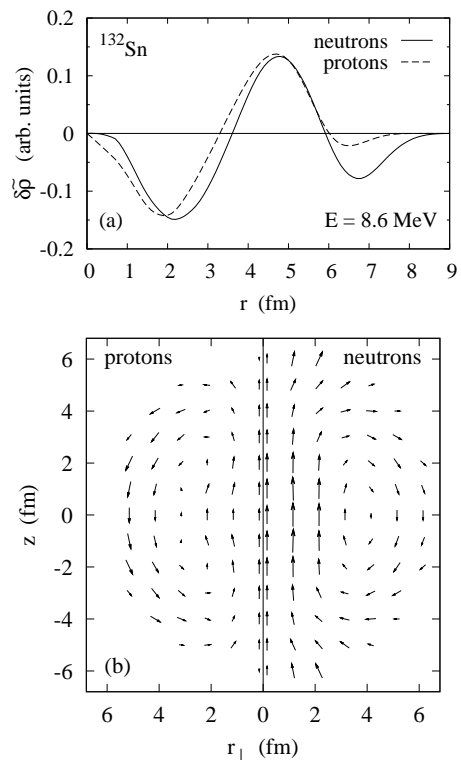 (a)
¹³²Sn
neutrons
protons
0.2
0.1
0
-0.1
-0.2
δρ̃ (arb. units)
(a)
E = 8.6 MeV
0 1 2 3 4 5 6 7 8 9
r (fm)
protons
neutrons
6
4
2
0
-2
-4
-6
z (fm)
(b)
6 4 2 0 2 4 6
r⊥ (fm)